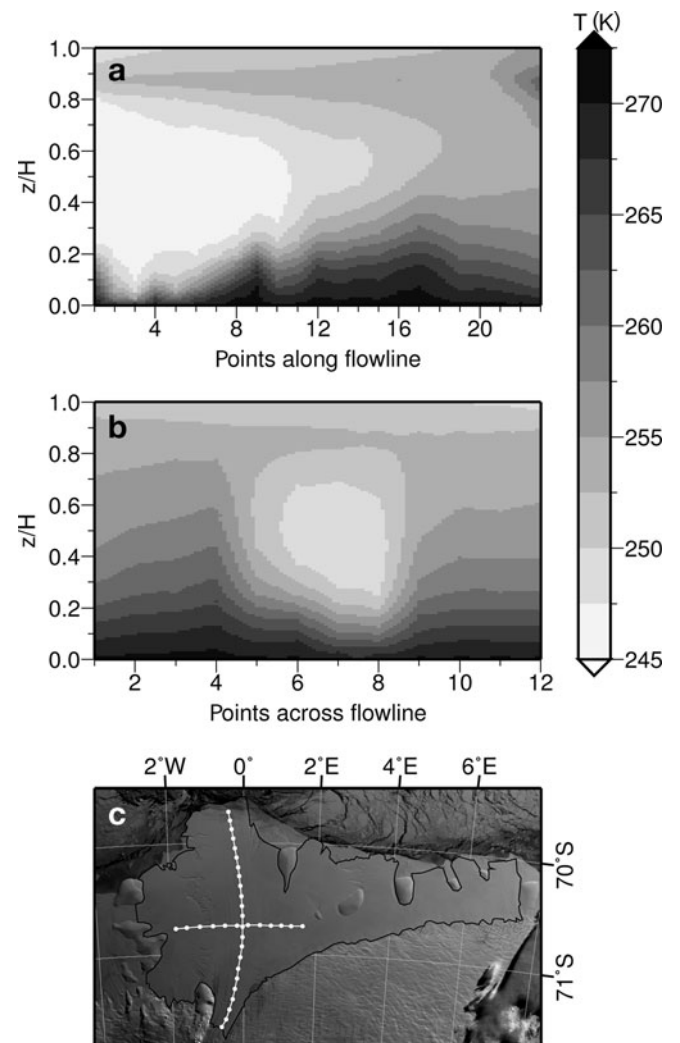 T (K)
a
1.0
0.8
0.6
0.4
0.2
0.0
z/H
4 8 12 16 20
Points along flowline
b
1.0
0.8
0.6
0.4
0.2
0.0
z/H
2 4 6 8 10 12
Points across flowline
270
265
260
255
250
245
2˚W 0˚ 2˚E 4˚E 6˚E
c
70˚S
71˚S